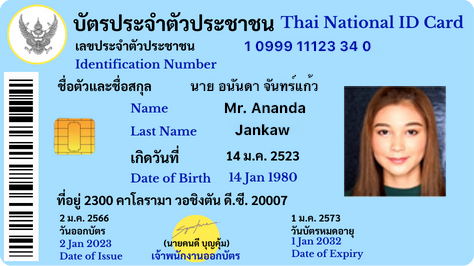 บัตรประจำตัวประชาชน Thai National ID Card
เลขประจำตัวประชาชน 1 0999 11123 34 0
Identification Number
ชื่อตัวและชื่อสกุล นาย อนันดา จันทร์แก้ว
Name Mr. Ananda
Last Name Jankaw
เกิดวันที่ 14 ม.ค. 2523
Date of Birth 14 Jan 1980
ที่อยู่ 2300 คาโลรามา วอชิงตัน ดี.ซี. 20007
2 ม.ค. 2566
วันออกบัตร
2 Jan 2023
Date of Issue
(นายคนดี บุญคุ้ม)
เจ้าพนักงานออกบัตร
1 ม.ค. 2573
วันบัตรหมดอายุ
1 Jan 2032
Date of Expiry